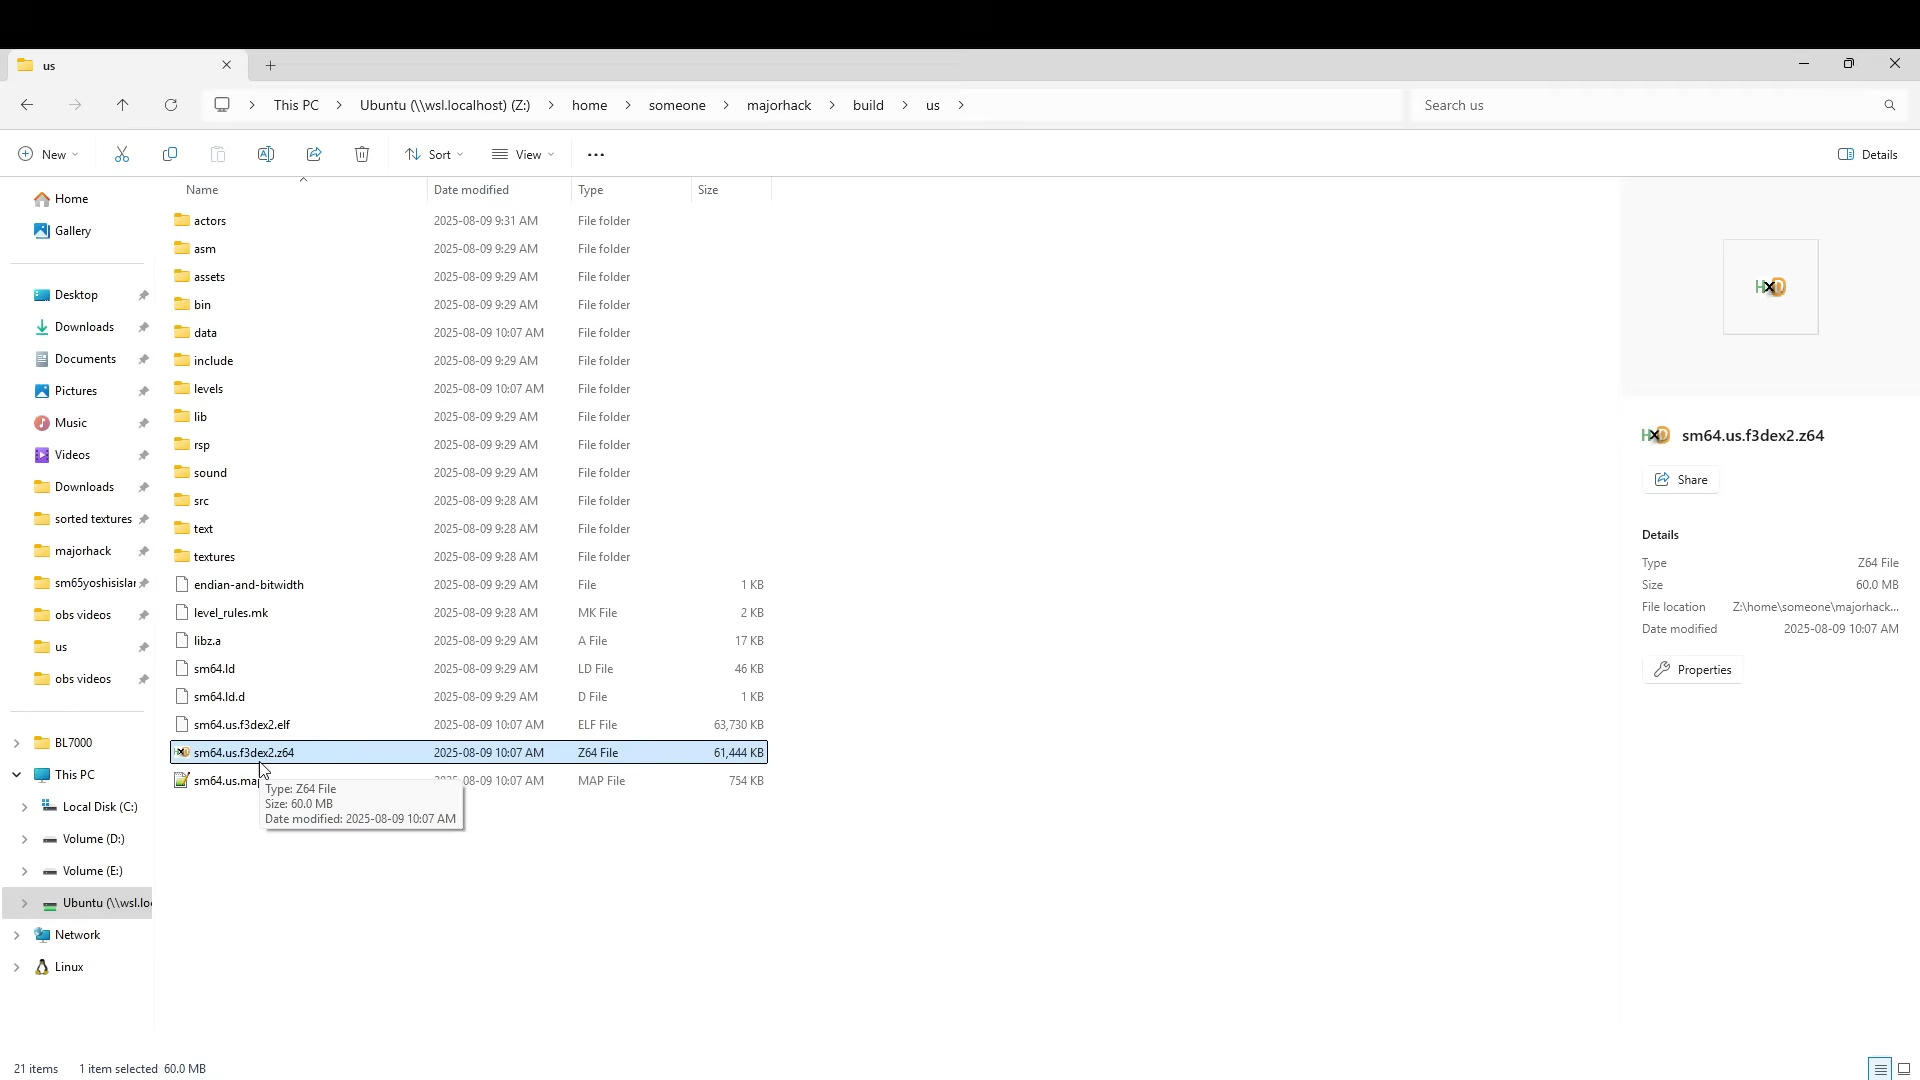 us
This PC
Ubuntu (\\wsl.localhost) (Z:)
home
someone
majorhack
build
us
Search us
New
Sort
View
Details
Home
Gallery
Desktop
Downloads
Documents
Pictures
Music
Videos
Downloads
sorted textures
majorhack
sm65yoshisislar
obs videos
us
obs videos
BL7000
This PC
Local Disk (C:)
Volume (D:)
Volume (E:)
Ubuntu (\\wsl.loc
Network
Linux
Name Date modified Type Size
actors 2025-08-09 9:31 AM File folder
asm 2025-08-09 9:29 AM File folder
assets 2025-08-09 9:29 AM File folder
bin 2025-08-09 9:29 AM File folder
data 2025-08-09 10:07 AM File folder
include 2025-08-09 9:29 AM File folder
levels 2025-08-09 10:07 AM File folder
lib 2025-08-09 9:29 AM File folder
rsp 2025-08-09 9:29 AM File folder
sound 2025-08-09 9:29 AM File folder
src 2025-08-09 9:28 AM File folder
text 2025-08-09 9:28 AM File folder
textures 2025-08-09 9:28 AM File folder
endian-and-bitwidth 2025-08-09 9:29 AM File 1 KB
level_rules.mk 2025-08-09 9:28 AM MK File 2 KB
libz.a 2025-08-09 9:29 AM A File 17 KB
sm64.ld 2025-08-09 9:29 AM LD File 46 KB
sm64.ld.d 2025-08-09 9:29 AM D File 1 KB
sm64.us.f3dex2.elf 2025-08-09 10:07 AM ELF File 63,730 KB
sm64.us.f3dex2.z64 2025-08-09 10:07 AM Z64 File 61,444 KB
sm64.us.map 08-09 10:07 AM MAP File 754 KB
Type: Z64 File
Size: 60.0 MB
Date modified: 2025-08-09 10:07 AM
HXD
HXD sm64.us.f3dex2.z64
Share
Details
Type Z64 File
Size 60.0 MB
File location Z:\home\someone\majorhack...
Date modified 2025-08-09 10:07 AM
Properties
21 items 1 item selected 60.0 MB